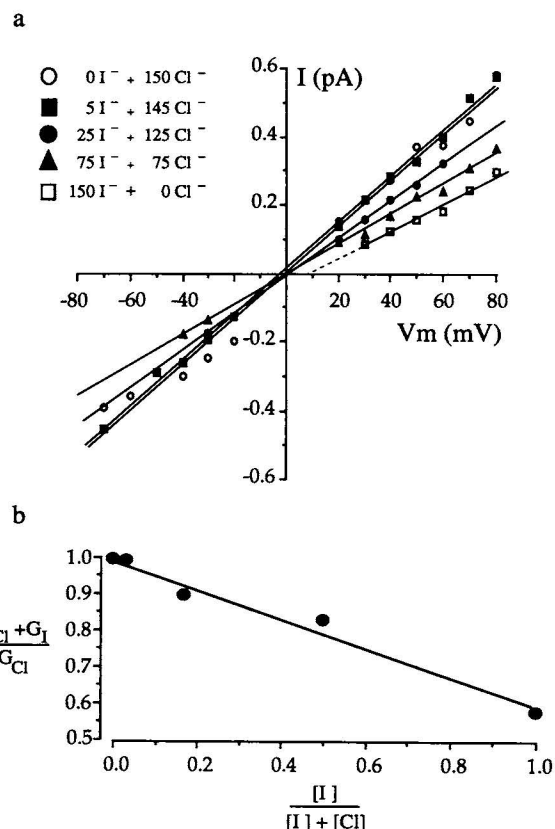 a
0 I⁻ + 150 Cl⁻
5 I⁻ + 145 Cl⁻
25 I⁻ + 125 Cl⁻
75 I⁻ + 75 Cl⁻
150 I⁻ + 0 Cl⁻
I (pA)
0.6
0.4
0.2
-80 -60 -40 -20 20 40 60 80
Vm (mV)
-0.2
-0.4
-0.6
b
1.0
0.9
0.8
0.7
0.6
0.5
Cl + G_I
G_Cl
0.0 0.2 0.4 0.6 0.8 1.0
[I]
[I] + [Cl]